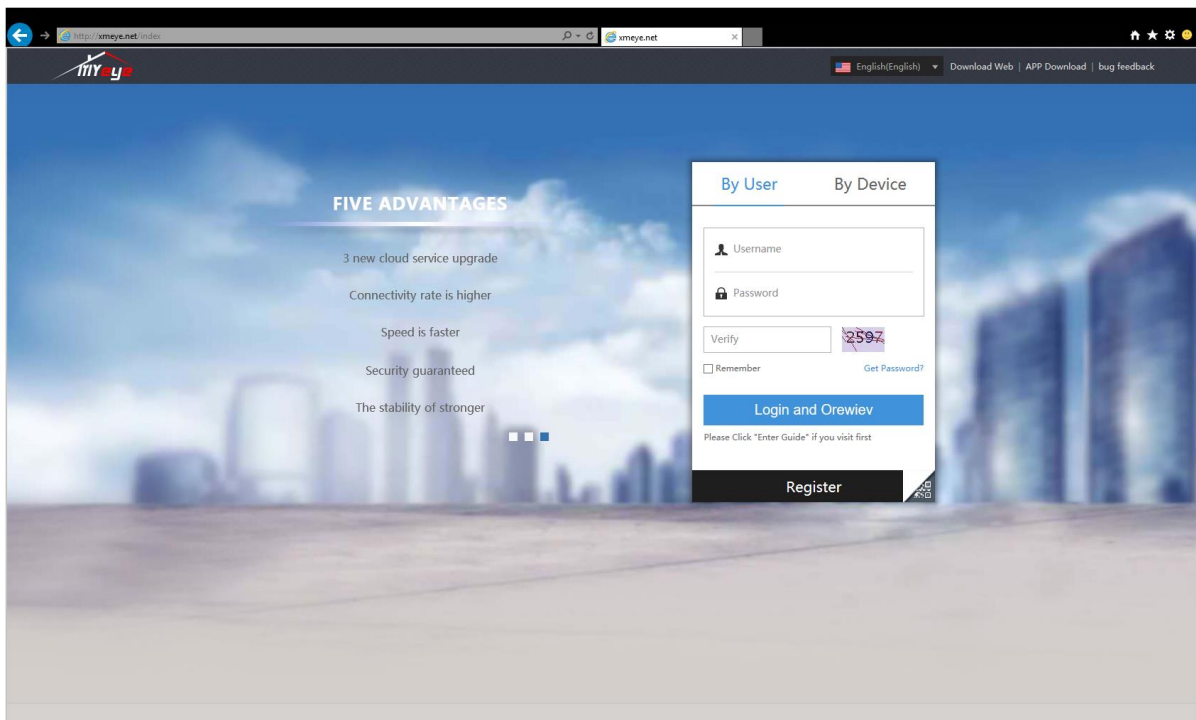 http://xmeye.net/index
xmeye.net
MYeye
English(English)
Download Web | APP Download | bug feedback
FIVE ADVANTAGES
3 new cloud service upgrade
Connectivity rate is higher
Speed is faster
Security guaranteed
The stability of stronger
By User
By Device
Username
Password
Verify
2597
Remember
Get Password?
Login and Orewiev
Please Click "Enter Guide" if you visit first
Register